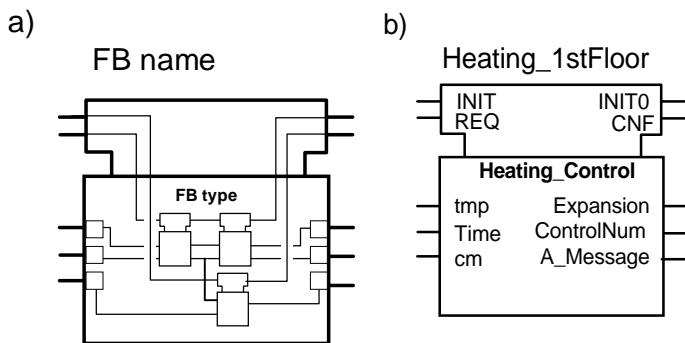 a)
FB name
FB type
b)
Heating_1stFloor
INIT INIT0
REQ CNF
Heating_Control
tmp Expansion
Time ControlNum
cm A_Message